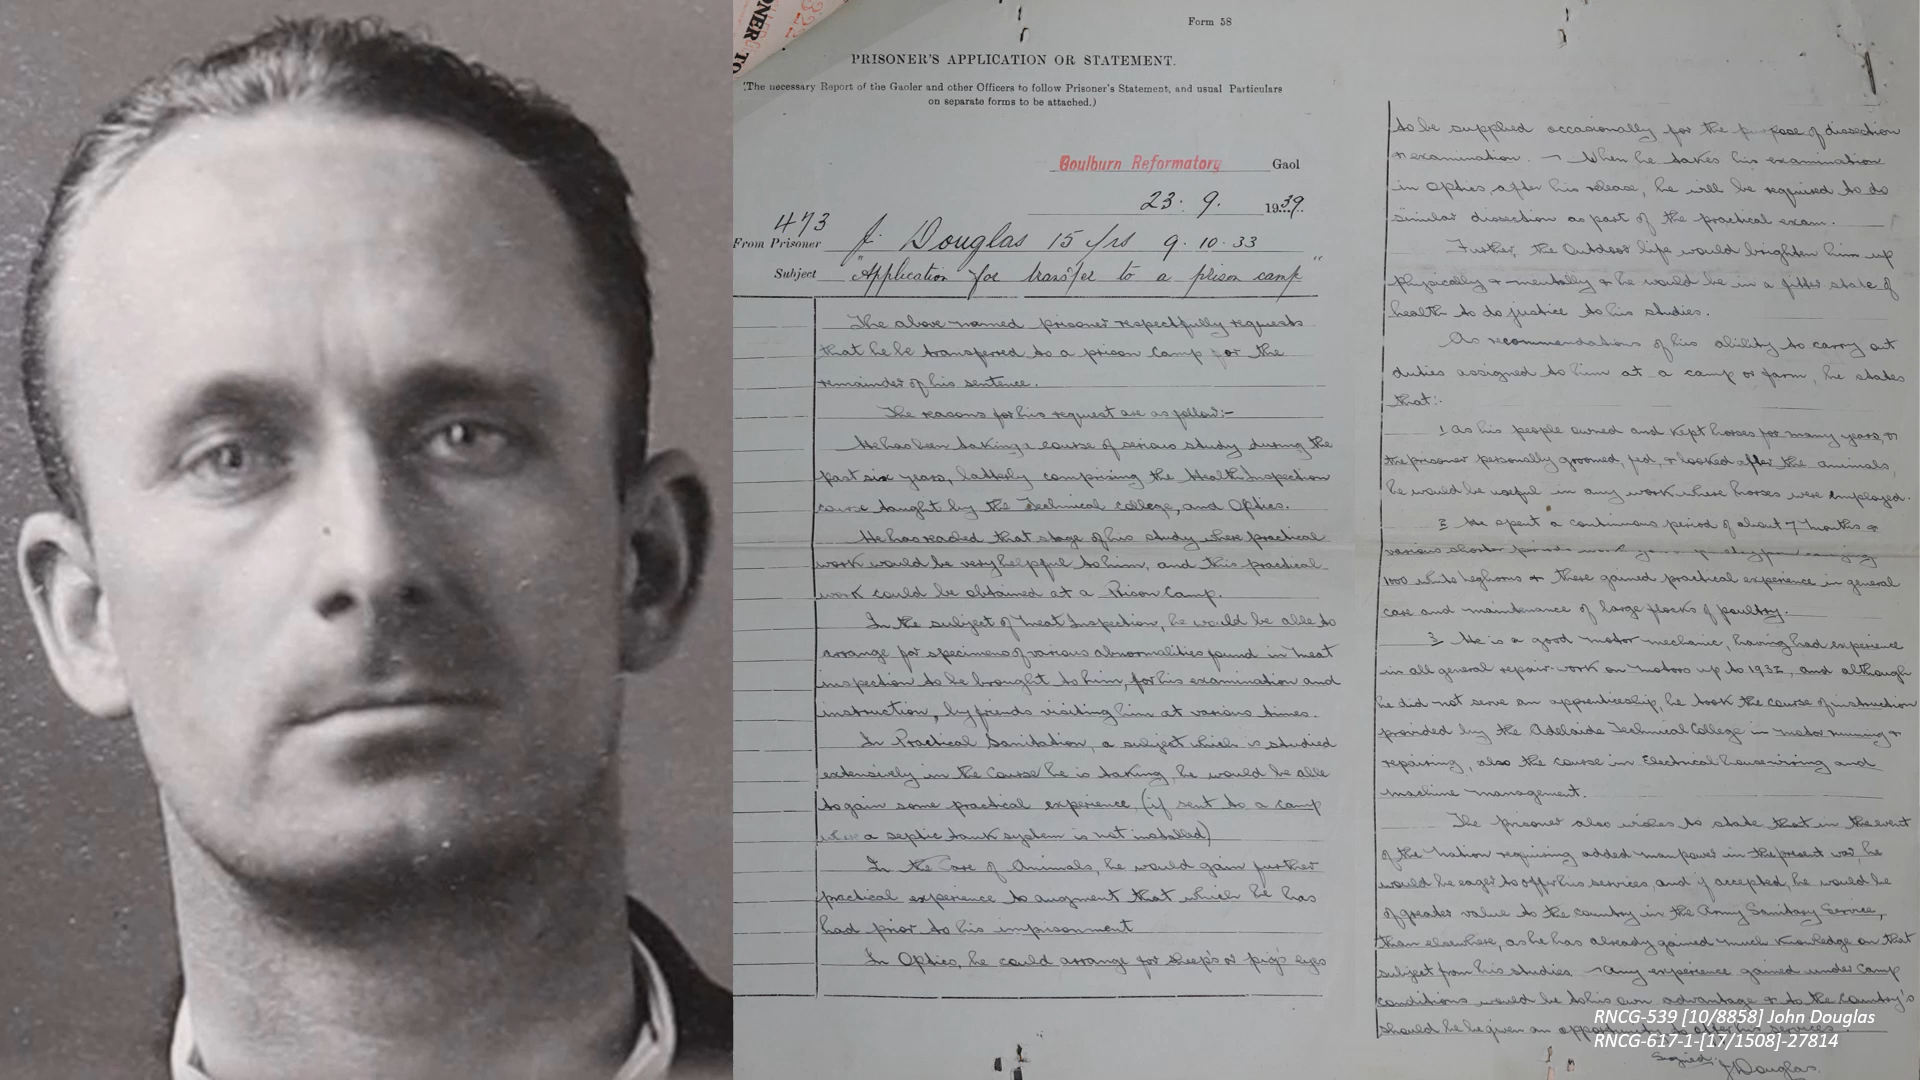 ONER TO
Form 58
PRISONER'S APPLICATION OR STATEMENT.
(The necessary Report of the Gaoler and other Officers to follow Prisoner's Statement, and usual Particulars
on separate forms to be attached.)
Goulburn Reformatory Gaol
23. 9. 1939.
473
From Prisoner J. Douglas 15 yrs 9.10.33
Subject "Application for transfer to a prison camp"
The above named prisoner respectfully requests
that he be transferred to a prison Camp for the
remainder of his sentence.
The reasons for his request are as follow:-
He has been taking a course of serious study during the
past six years, latterly comprising the Health Inspection
course taught by the Technical College, and Optics.
He has reached that stage of his study where practical
work would be very helpful to him, and this practical
work could be obtained at a Prison Camp.
In the subject of Meat Inspection, he would be able to
arrange for specimens of various abnormalities found in meat
inspection to be brought to him, for his examination and
instruction, by friends visiting him at various times.
In Practical Sanitation, a subject which is studied
extensively in the Course he is taking, he would be able
to gain some practical experience, (if sent to a camp
where a septic tank system is not installed)
In the Care of Animals, he would gain further
practical experience to augment that which he has
had prior to his imprisonment
In Optics, he could arrange for sheep's or pig's eyes
to be supplied occasionally for the purpose of dissection
& examination. - When he takes his examination
in Optics, after his release, he will be required to do
similar dissection as part of the practical exam.
Further, the Outdoor life would brighten him up
physically & mentally & he would be in a fitter state of
health to do justice to his studies.
As recommendations of his ability to carry out
duties assigned to him at a camp or farm, he states
that:-
1 As his people owned and kept horses for many years, &
the prisoner personally groomed, fed, & looked after the animals,
he would be useful in any work where horses were employed.
2 He spent a continuous period of about 7 months &
various shorter periods carrying
1000 white leghorns & there gained practical experience in general
care and maintenance of large flocks of poultry.
3 He is a good motor mechanic, having had experience
in all general repair-work on motors up to 1932, and although
he did not serve an apprenticeship, he took the course of instruction
provided by the Adelaide Technical College in motor running &
repairing, also the course in Electrical housewiring and
machine management.
The prisoner also wishes to state that in the event
of the Nation requiring added man power in the present war, he
would be eager to offer his services and if accepted, he would be
of greater value to the country in the Army Sanitary Service,
than elsewhere, as he has already gained much knowledge on that
subject from his studies. - Any experience gained under Camp
conditions would be to his own advantage & to the Country's
should he be given an opportunity to offer his services.
Signed.
J Douglas.
RNCG-539 [10/8858] John Douglas
RNCG-617-1-[17/1508]-27814